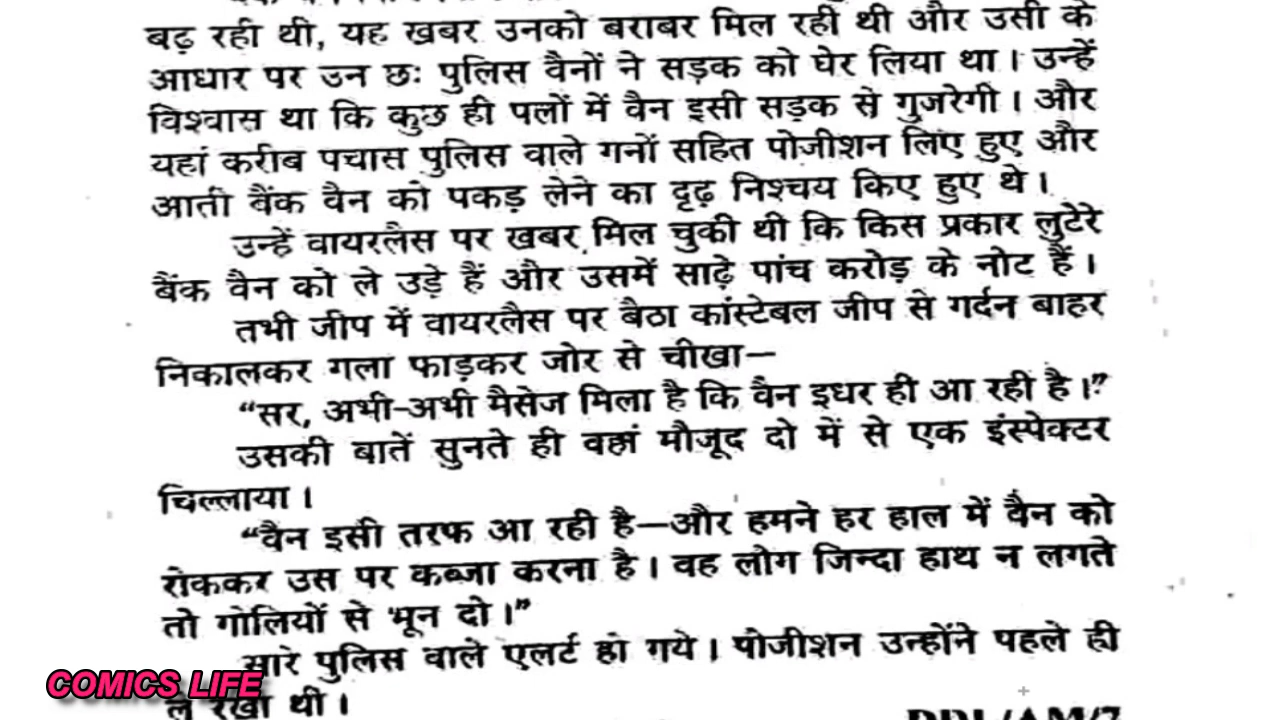 बढ़ रही थी, यह खबर उनको बराबर मिल रही थी और उसी के
आधार पर उन छः पुलिस वैनों ने सड़क को घेर लिया था। उन्हें
विश्वास था कि कुछ ही पलों में वैन इसी सड़क से गुजरेगी। और
यहां करीब पचास पुलिस वाले गनों सहित पोजीशन लिए हुए और
आती बैंक वैन को पकड़ लेने का दृढ़ निश्चय किए हुए थे।
उन्हें वायरलैस पर खबर मिल चुकी थी कि किस प्रकार लुटेरे
बैंक वैन को ले उड़े हैं और उसमें साढ़े पांच करोड़ के नोट हैं।
तभी जीप में वायरलैस पर बैठा कांस्टेबल जीप से गर्दन बाहर
निकालकर गला फाड़कर जोर से चीखा—
“सर, अभी-अभी मैसेज मिला है कि वैन इधर ही आ रही है।”
उसकी बातें सुनते ही वहां मौजूद दो में से एक इंस्पेक्टर
चिल्लाया।
“वैन इसी तरफ आ रही है—और हमने हर हाल में वैन को
रोककर उस पर कब्जा करना है। वह लोग जिन्दा हाथ न लगते
तो गोलियों से भून दो।”
सारे पुलिस वाले एलर्ट हो गये। पोजीशन उन्होंने पहले ही
ले रखा थी।
COMICS LIFE